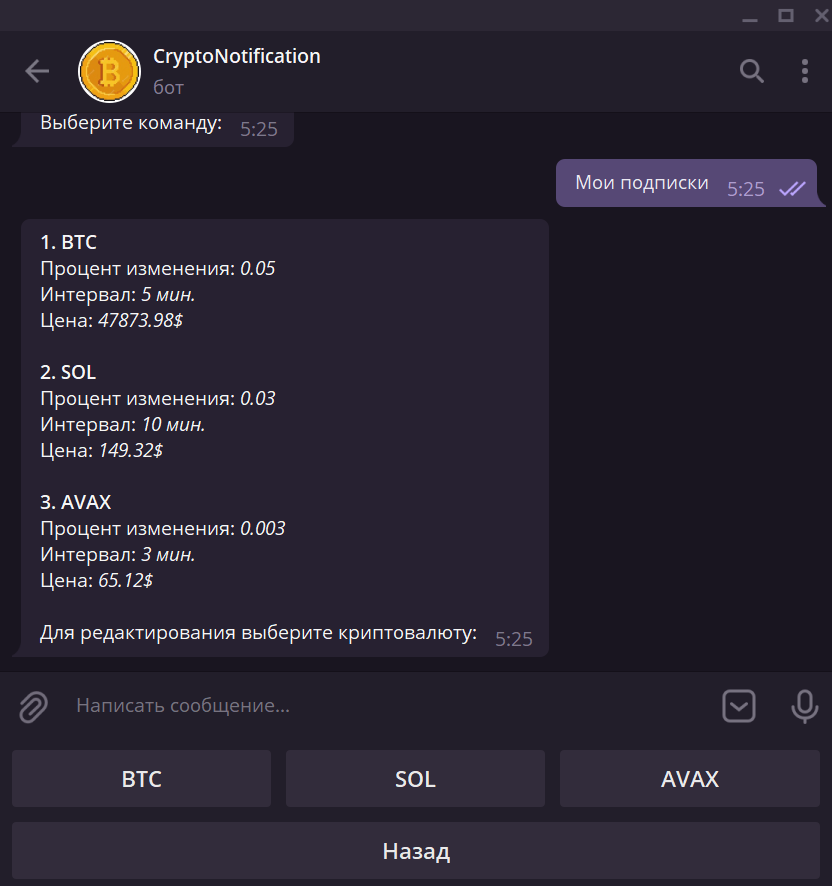 CryptoNotification
бот
Выберите команду: 5:25
Мои подписки 5:25
1. BTC
Процент изменения: 0.05
Интервал: 5 мин.
Цена: 47873.98$
2. SOL
Процент изменения: 0.03
Интервал: 10 мин.
Цена: 149.32$
3. AVAX
Процент изменения: 0.003
Интервал: 3 мин.
Цена: 65.12$
Для редактирования выберите криптовалюту: 5:25
Написать сообщение...
BTC SOL AVAX
Назад